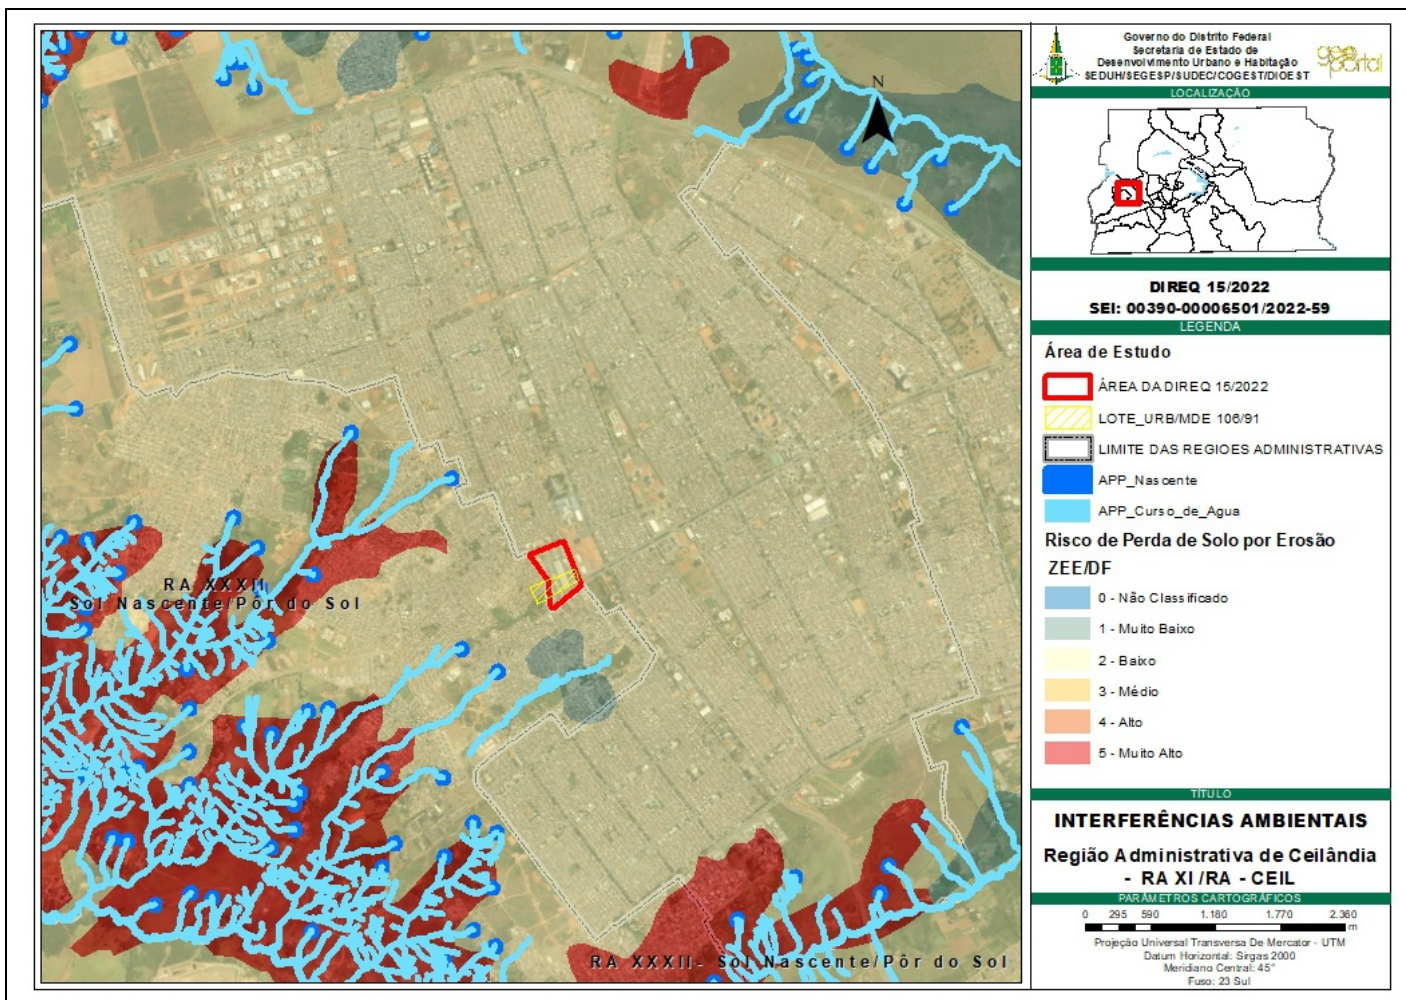 N
RA XXXII
Sol Nascente/Pôr do Sol
RA XXXII- Sol Nascente/Pôr do Sol
Governo do Distrito Federal
Secretaria de Estado de
Desenvolvimento Urbano e Habitação
SEDUH/SEGESP/SUDEC/COGEST/DIOEST
geo
portal
LOCALIZAÇÃO
DIREQ 15/2022
SEI: 00390-00006501/2022-59
LEGENDA
Área de Estudo
ÁREA DA DIREQ 15/2022
LOTE_URB/MDE 106/91
LIMITE DAS REGIOES ADMINISTRATIVAS
APP_Nascente
APP_Curso_de_Agua
Risco de Perda de Solo por Erosão
ZEE/DF
0 - Não Classificado
1 - Muito Baixo
2 - Baixo
3 - Médio
4 - Alto
5 - Muito Alto
TÍTULO
INTERFERÊNCIAS AMBIENTAIS
Região Administrativa de Ceilândia
- RA XI /RA - CEIL
PARÂMETROS CARTOGRÁFICOS
0 295 590 1.180 1.770 2.360
m
Projeção Universal Transversa De Mercator - UTM
Datum Horizontal: Sirgas 2000
Meridiano Central: 45°
Fuso: 23 Sul